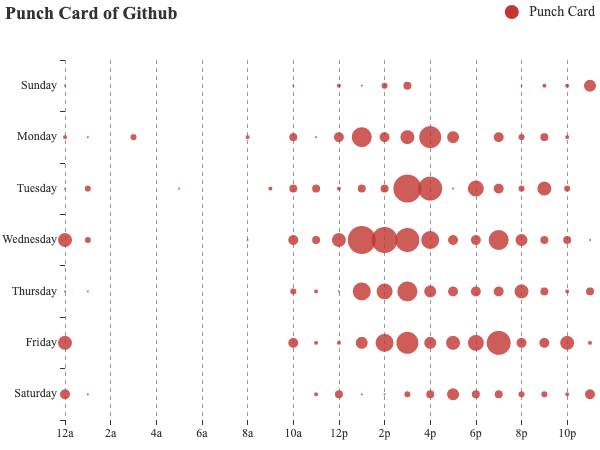 Punch Card of Github
Punch Card
Sunday
Monday
Tuesday
Wednesday
Thursday
Friday
Saturday
12a 2a 4a 6a 8a 10a 12p 2p 4p 6p 8p 10p